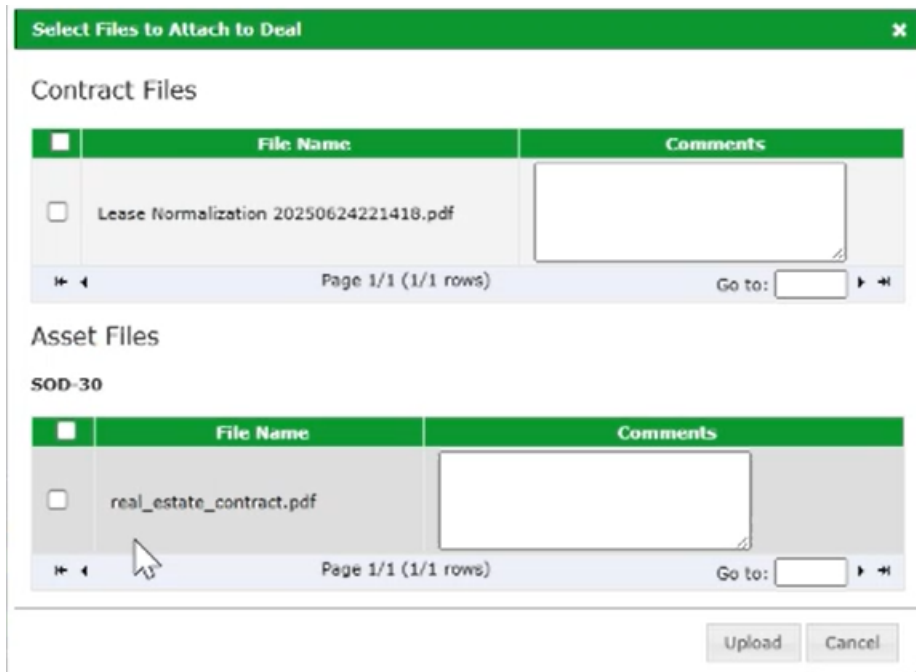 Select Files to Attach to Deal
Contract Files
File Name Comments
Lease Normalization 20250624221418.pdf
Page 1/1 (1/1 rows) Go to:
Asset Files
SOD-30
File Name Comments
real_estate_contract.pdf
Page 1/1 (1/1 rows) Go to:
Upload Cancel